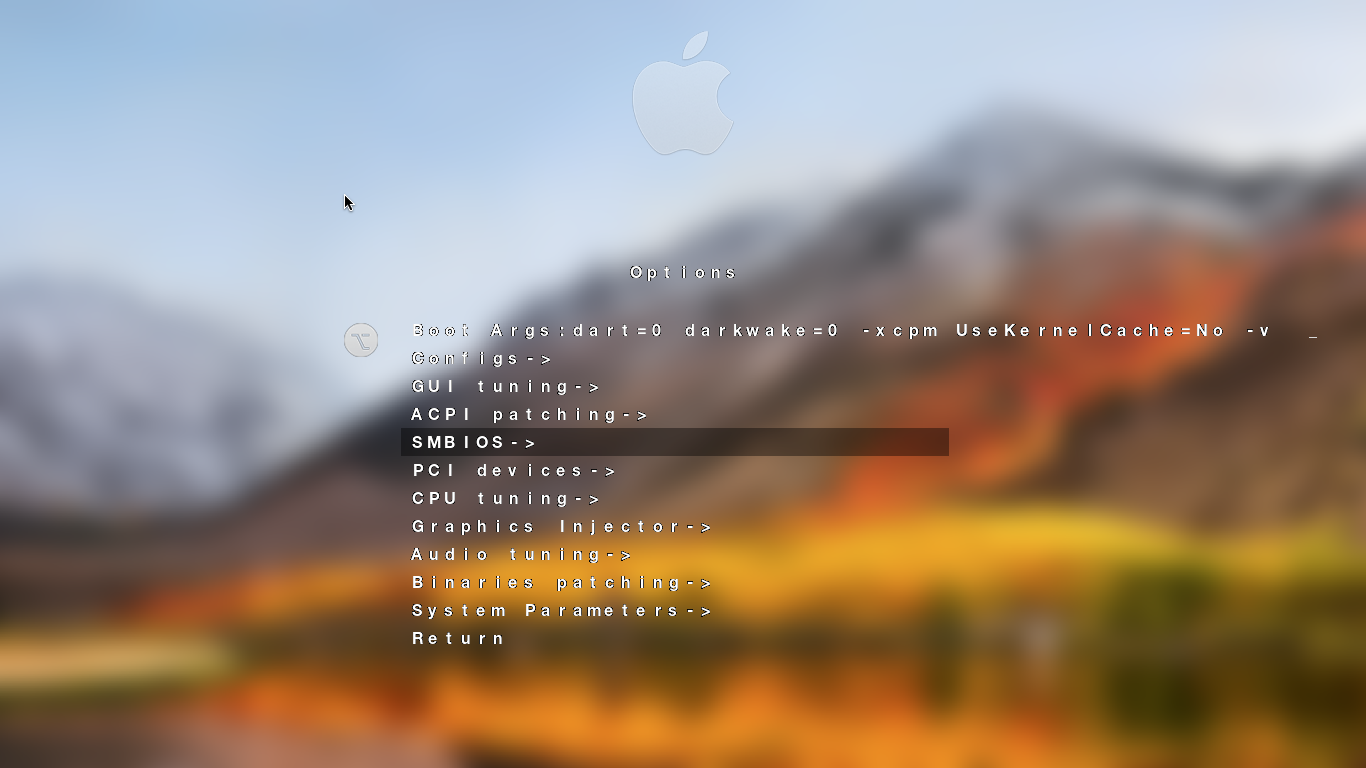 Options
Boot Args:dart=0 darkwake=0 -xcpm UseKernelCache=No -v _
Configs->
GUI tuning->
ACPI patching->
SMBIOS->
PCI devices->
CPU tuning->
Graphics Injector->
Audio tuning->
Binaries patching->
System Parameters->
Return